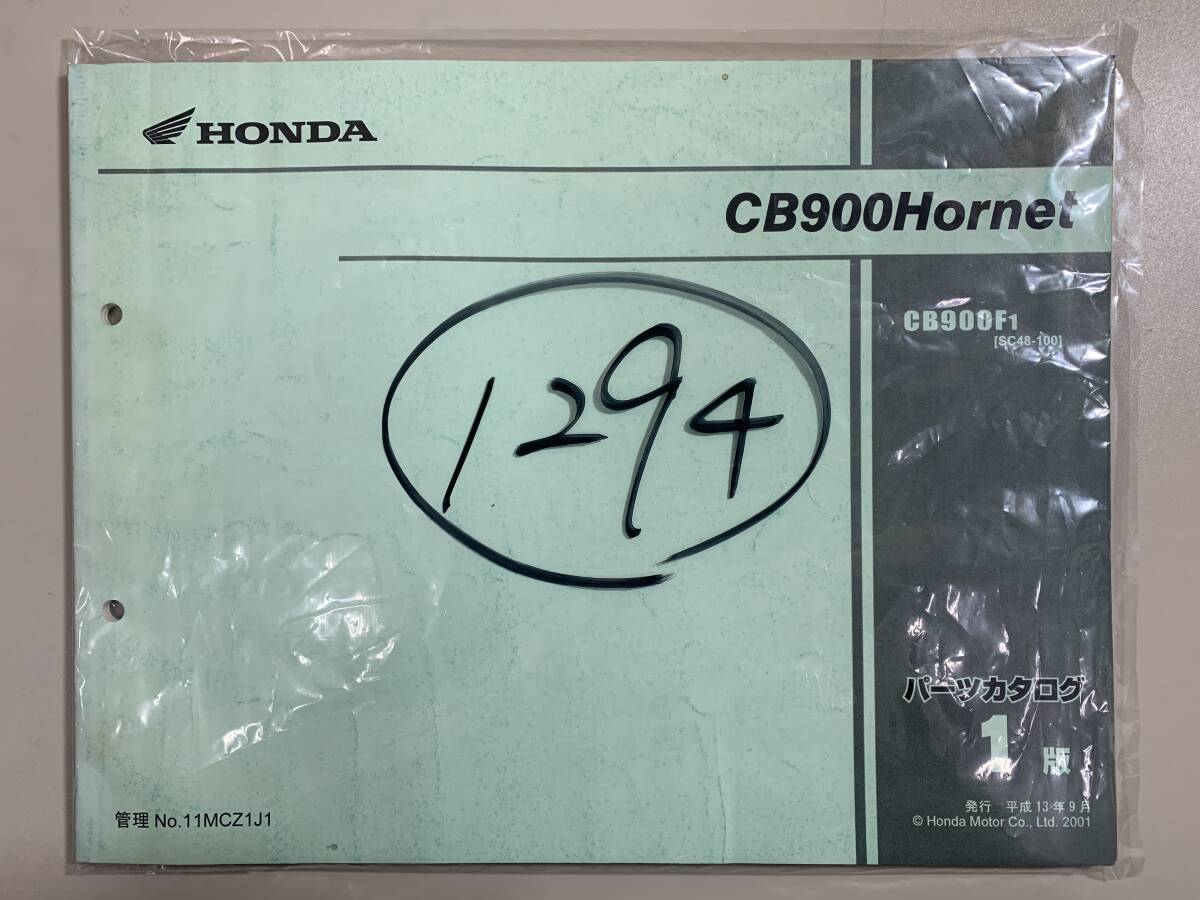 HONDA
CB900Hornet
CB900F1
[SC48-100]
1294
パーツカタログ
1版
発行 平成13年9月
© Honda Motor Co., Ltd. 2001
管理 No.11MCZ1J1